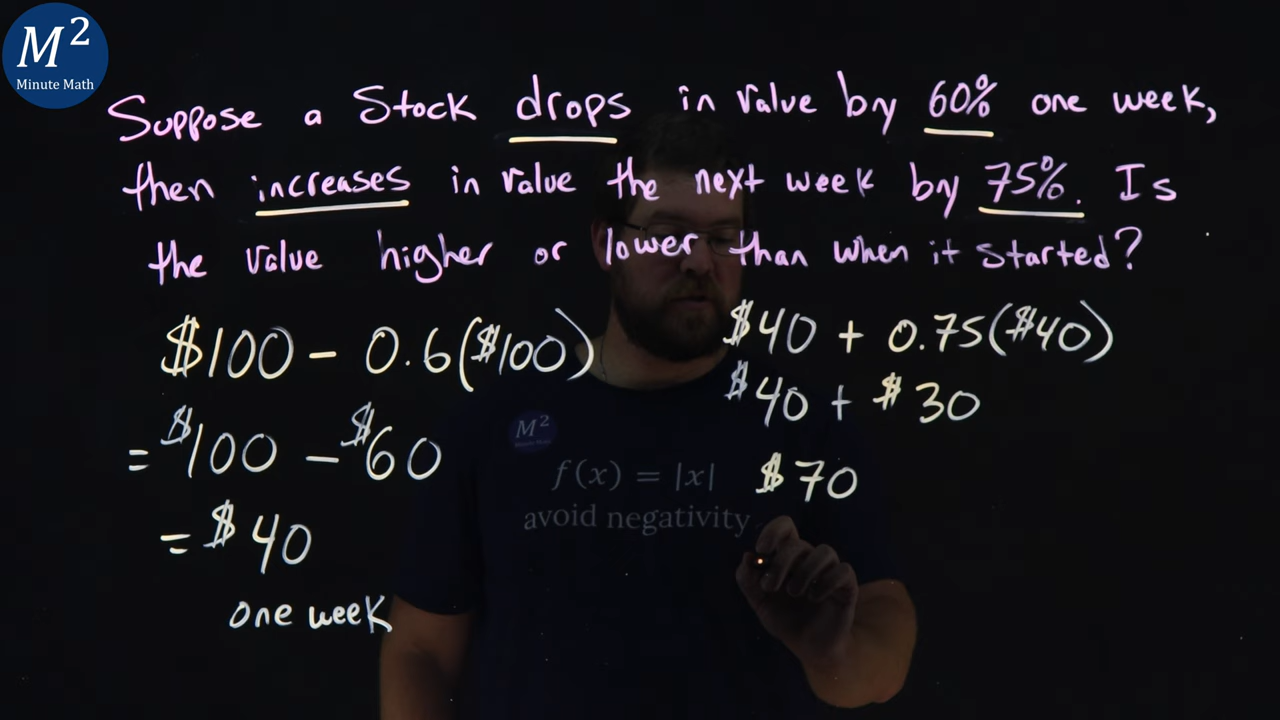 M²
Minute Math
Suppose a Stock drops in value by 60% one week,
then increases in value the next week by 75%. Is
the value higher or lower than when it started?
$100 - 0.6($100)
= $100 - $60
= $40
one week
$40 + 0.75($40)
$40 + $30
$70
M²
Minute Math
f(x) = |x|
avoid negativity